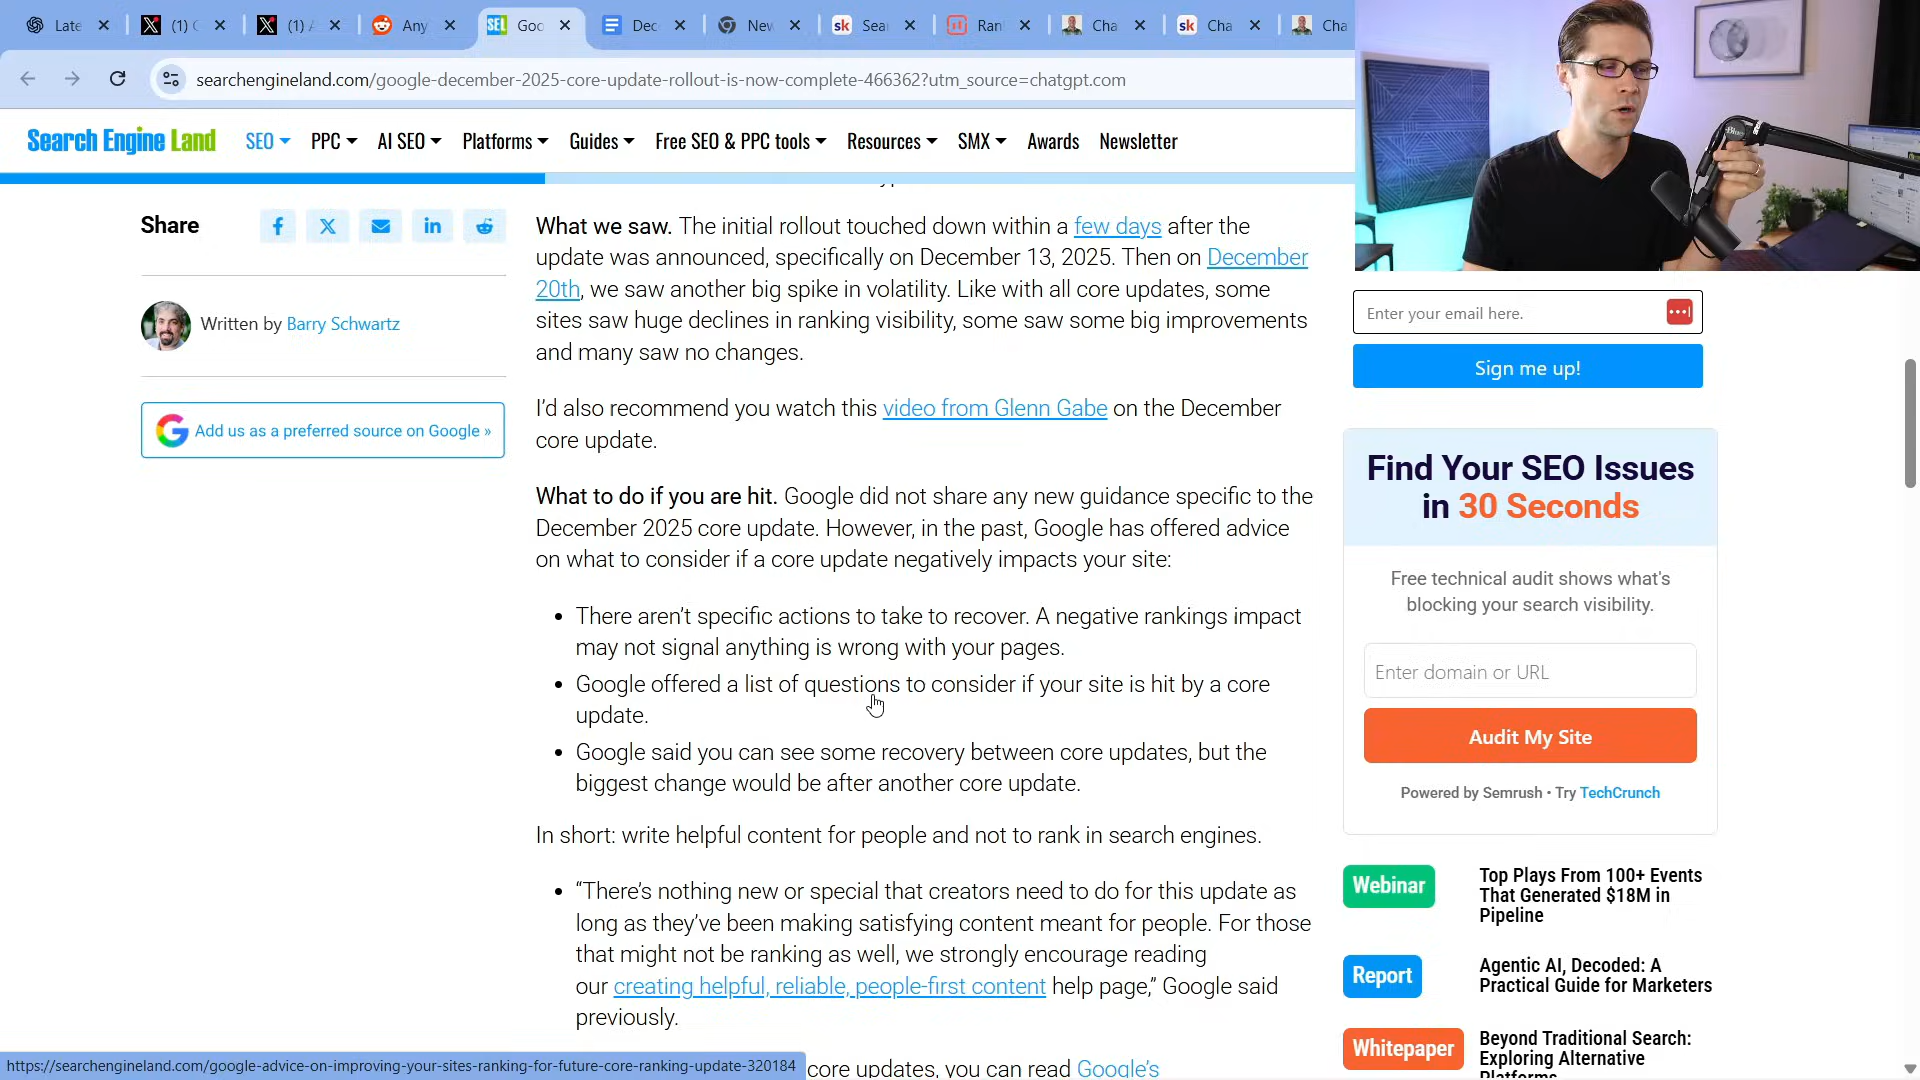 Late
(1)
(1)
Any
SEL
Goo
Dec
New
sk
Sear
Ran
Cha
sk
Cha
Cha
searchengineland.com/google-december-2025-core-update-rollout-is-now-complete-466362?utm_source=chatgpt.com
Search Engine Land
SEO
PPC
AI SEO
Platforms
Guides
Free SEO & PPC tools
Resources
SMX
Awards
Newsletter
Share
Written by Barry Schwartz
Add us as a preferred source on Google »
What we saw. The initial rollout touched down within a few days after the
update was announced, specifically on December 13, 2025. Then on December
20th, we saw another big spike in volatility. Like with all core updates, some
sites saw huge declines in ranking visibility, some saw some big improvements
and many saw no changes.
I'd also recommend you watch this video from Glenn Gabe on the December
core update.
What to do if you are hit. Google did not share any new guidance specific to the
December 2025 core update. However, in the past, Google has offered advice
on what to consider if a core update negatively impacts your site:
• There aren't specific actions to take to recover. A negative rankings impact
may not signal anything is wrong with your pages.
• Google offered a list of questions to consider if your site is hit by a core
update.
• Google said you can see some recovery between core updates, but the
biggest change would be after another core update.
In short: write helpful content for people and not to rank in search engines.
• “There's nothing new or special that creators need to do for this update as
long as they've been making satisfying content meant for people. For those
that might not be ranking as well, we strongly encourage reading
our creating helpful, reliable, people-first content help page,” Google said
previously.
core updates, you can read Google's
https://searchengineland.com/google-advice-on-improving-your-sites-ranking-for-future-core-ranking-update-320184
Blue
Enter your email here.
Sign me up!
Find Your SEO Issues
in 30 Seconds
Free technical audit shows what's
blocking your search visibility.
Enter domain or URL
Audit My Site
Powered by Semrush • Try TechCrunch
Webinar
Top Plays From 100+ Events
That Generated $18M in
Pipeline
Report
Agentic AI, Decoded: A
Practical Guide for Marketers
Whitepaper
Beyond Traditional Search:
Exploring Alternative
Platforms